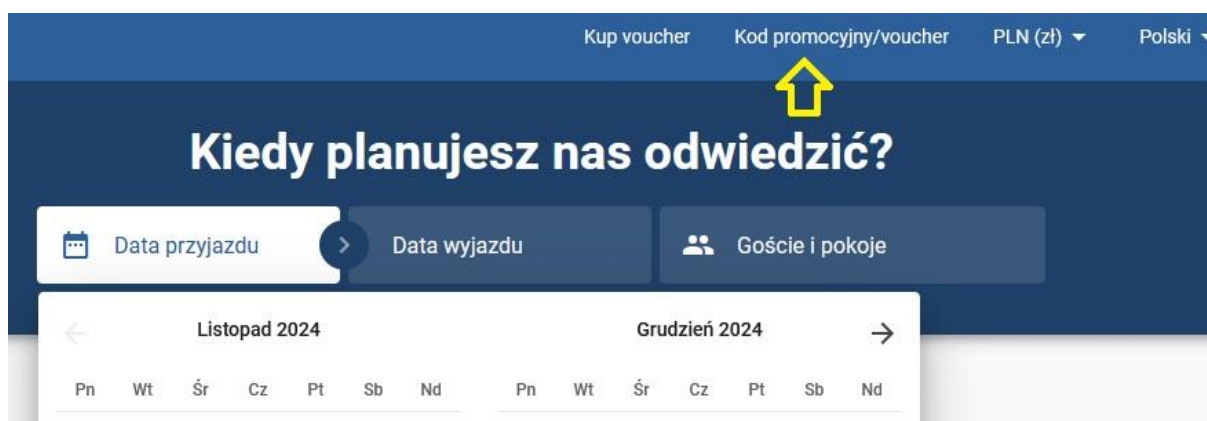 Kup voucher Kod promocyjny/voucher PLN (zł) Polski
Kiedy planujesz nas odwiedzić?
Data przyjazdu Data wyjazdu Goście i pokoje
Listopad 2024 Grudzień 2024
Pn Wt Śr Cz Pt Sb Nd Pn Wt Śr Cz Pt Sb Nd